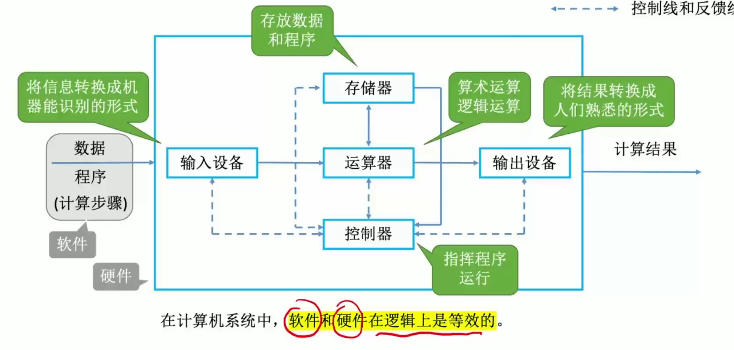 控制线和反馈
存放数据
和程序
将信息转换成机
器能识别的形式
存储器
算术运算
逻辑运算
将结果转换成
人们熟悉的形式
数据
程序
(计算步骤)
输入设备
运算器
输出设备
计算结果
软件
控制器
硬件
指挥程序
运行
在计算机系统中，软件和硬件在逻辑上是等效的。